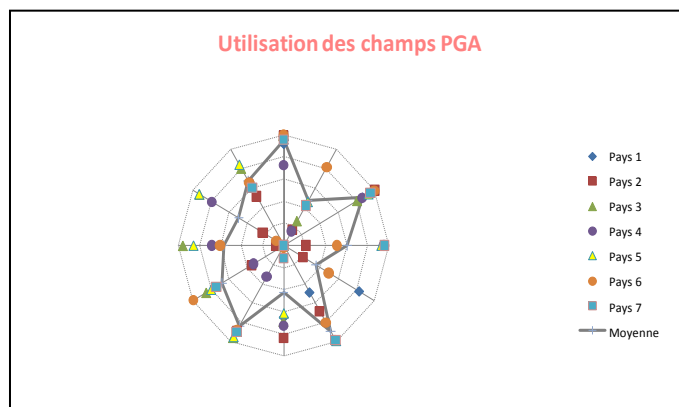 Utilisation des champs PGA
Pays 1
Pays 2
Pays 3
Pays 4
Pays 5
Pays 6
Pays 7
Moyenne